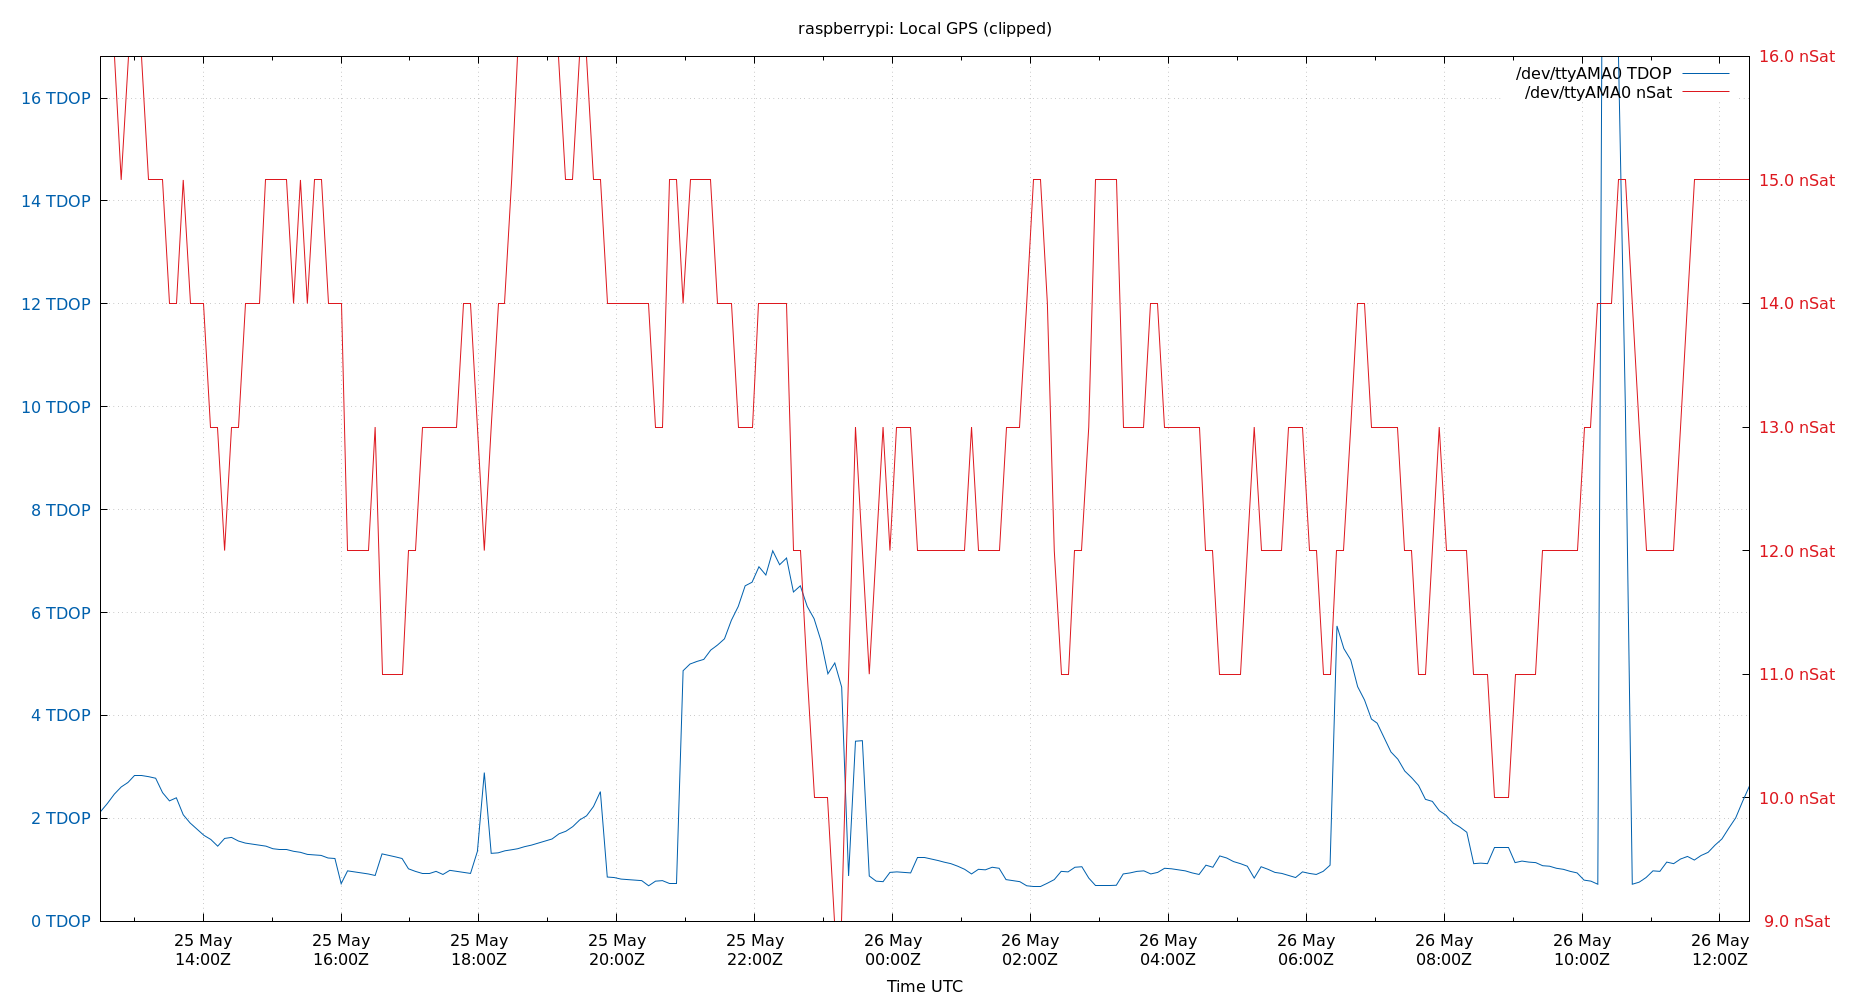 raspberrypi: Local GPS (clipped)
/dev/ttyAMA0 TDOP
/dev/ttyAMA0 nSat
16 TDOP
14 TDOP
12 TDOP
10 TDOP
8 TDOP
6 TDOP
4 TDOP
2 TDOP
0 TDOP
16.0 nSat
15.0 nSat
14.0 nSat
13.0 nSat
12.0 nSat
11.0 nSat
10.0 nSat
9.0 nSat
25 May
14:00Z
25 May
16:00Z
25 May
18:00Z
25 May
20:00Z
25 May
22:00Z
26 May
00:00Z
26 May
02:00Z
26 May
04:00Z
26 May
06:00Z
26 May
08:00Z
26 May
10:00Z
26 May
12:00Z
Time UTC